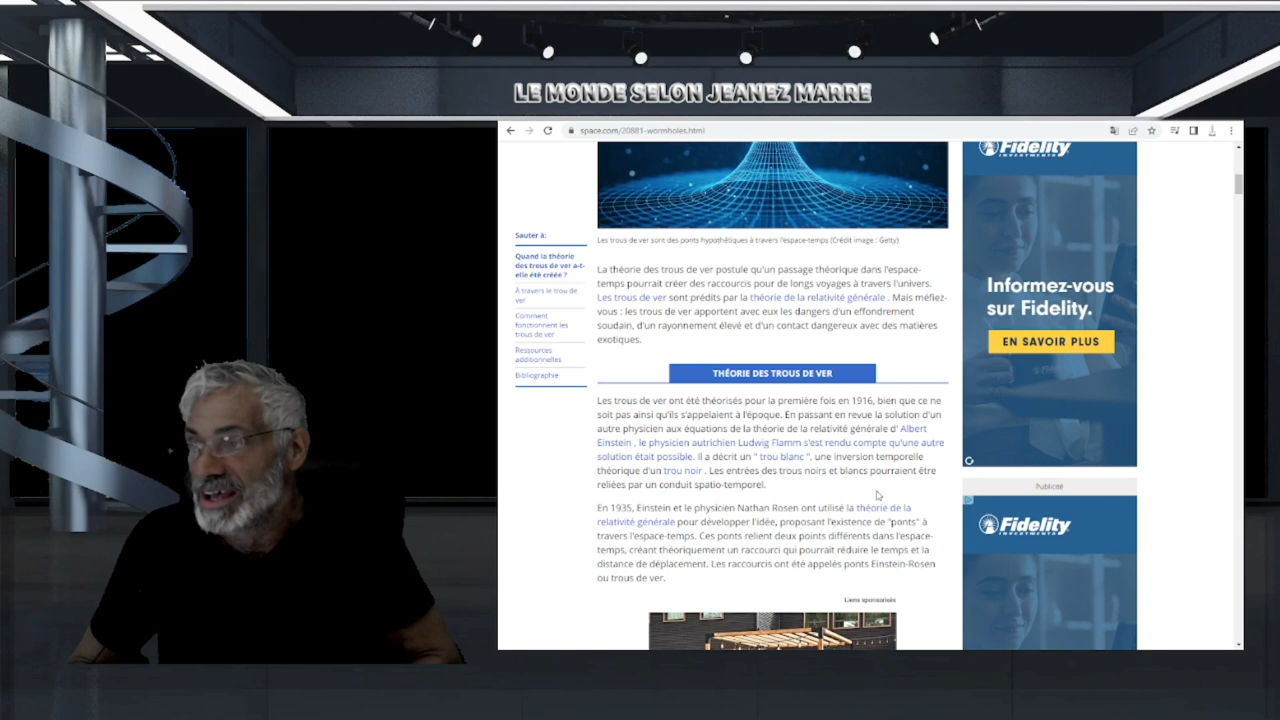 LE MONDE SELON JEANEZ MARRE
space.com/20881-wormholes.html
Fidelity
INVESTMENTS
Sauter à:
Quand la théorie
des trous de ver a-t-
elle été créée ?
À travers le trou de
ver
Comment
fonctionnent les
trous de ver
Ressources
additionnelles
Bibliographie
Les trous de ver sont des ponts hypothétiques à travers l'espace-temps (Crédit image : Getty)
La théorie des trous de ver postule qu'un passage théorique dans l'espace-
temps pourrait créer des raccourcis pour de longs voyages à travers l'univers.
Les trous de ver sont prédits par la théorie de la relativité générale . Mais méfiez-
vous : les trous de ver apportent avec eux les dangers d'un effondrement
soudain, d'un rayonnement élevé et d'un contact dangereux avec des matières
exotiques.
THÉORIE DES TROUS DE VER
Les trous de ver ont été théorisés pour la première fois en 1916, bien que ce ne
soit pas ainsi qu'ils s'appelaient à l'époque. En passant en revue la solution d'un
autre physicien aux équations de la théorie de la relativité générale d' Albert
Einstein , le physicien autrichien Ludwig Flamm s'est rendu compte qu'une autre
solution était possible. Il a décrit un " trou blanc ", une inversion temporelle
théorique d'un trou noir . Les entrées des trous noirs et blancs pourraient être
reliées par un conduit spatio-temporel.
En 1935, Einstein et le physicien Nathan Rosen ont utilisé la théorie de la
relativité générale pour développer l'idée, proposant l'existence de "ponts" à
travers l'espace-temps. Ces ponts relient deux points différents dans l'espace-
temps, créant théoriquement un raccourci qui pourrait réduire le temps et la
distance de déplacement. Les raccourcis ont été appelés ponts Einstein-Rosen
ou trous de ver.
Liens sponsorisés
Informez-vous
sur Fidelity.
EN SAVOIR PLUS
Publicité
Fidelity
INVESTMENTS